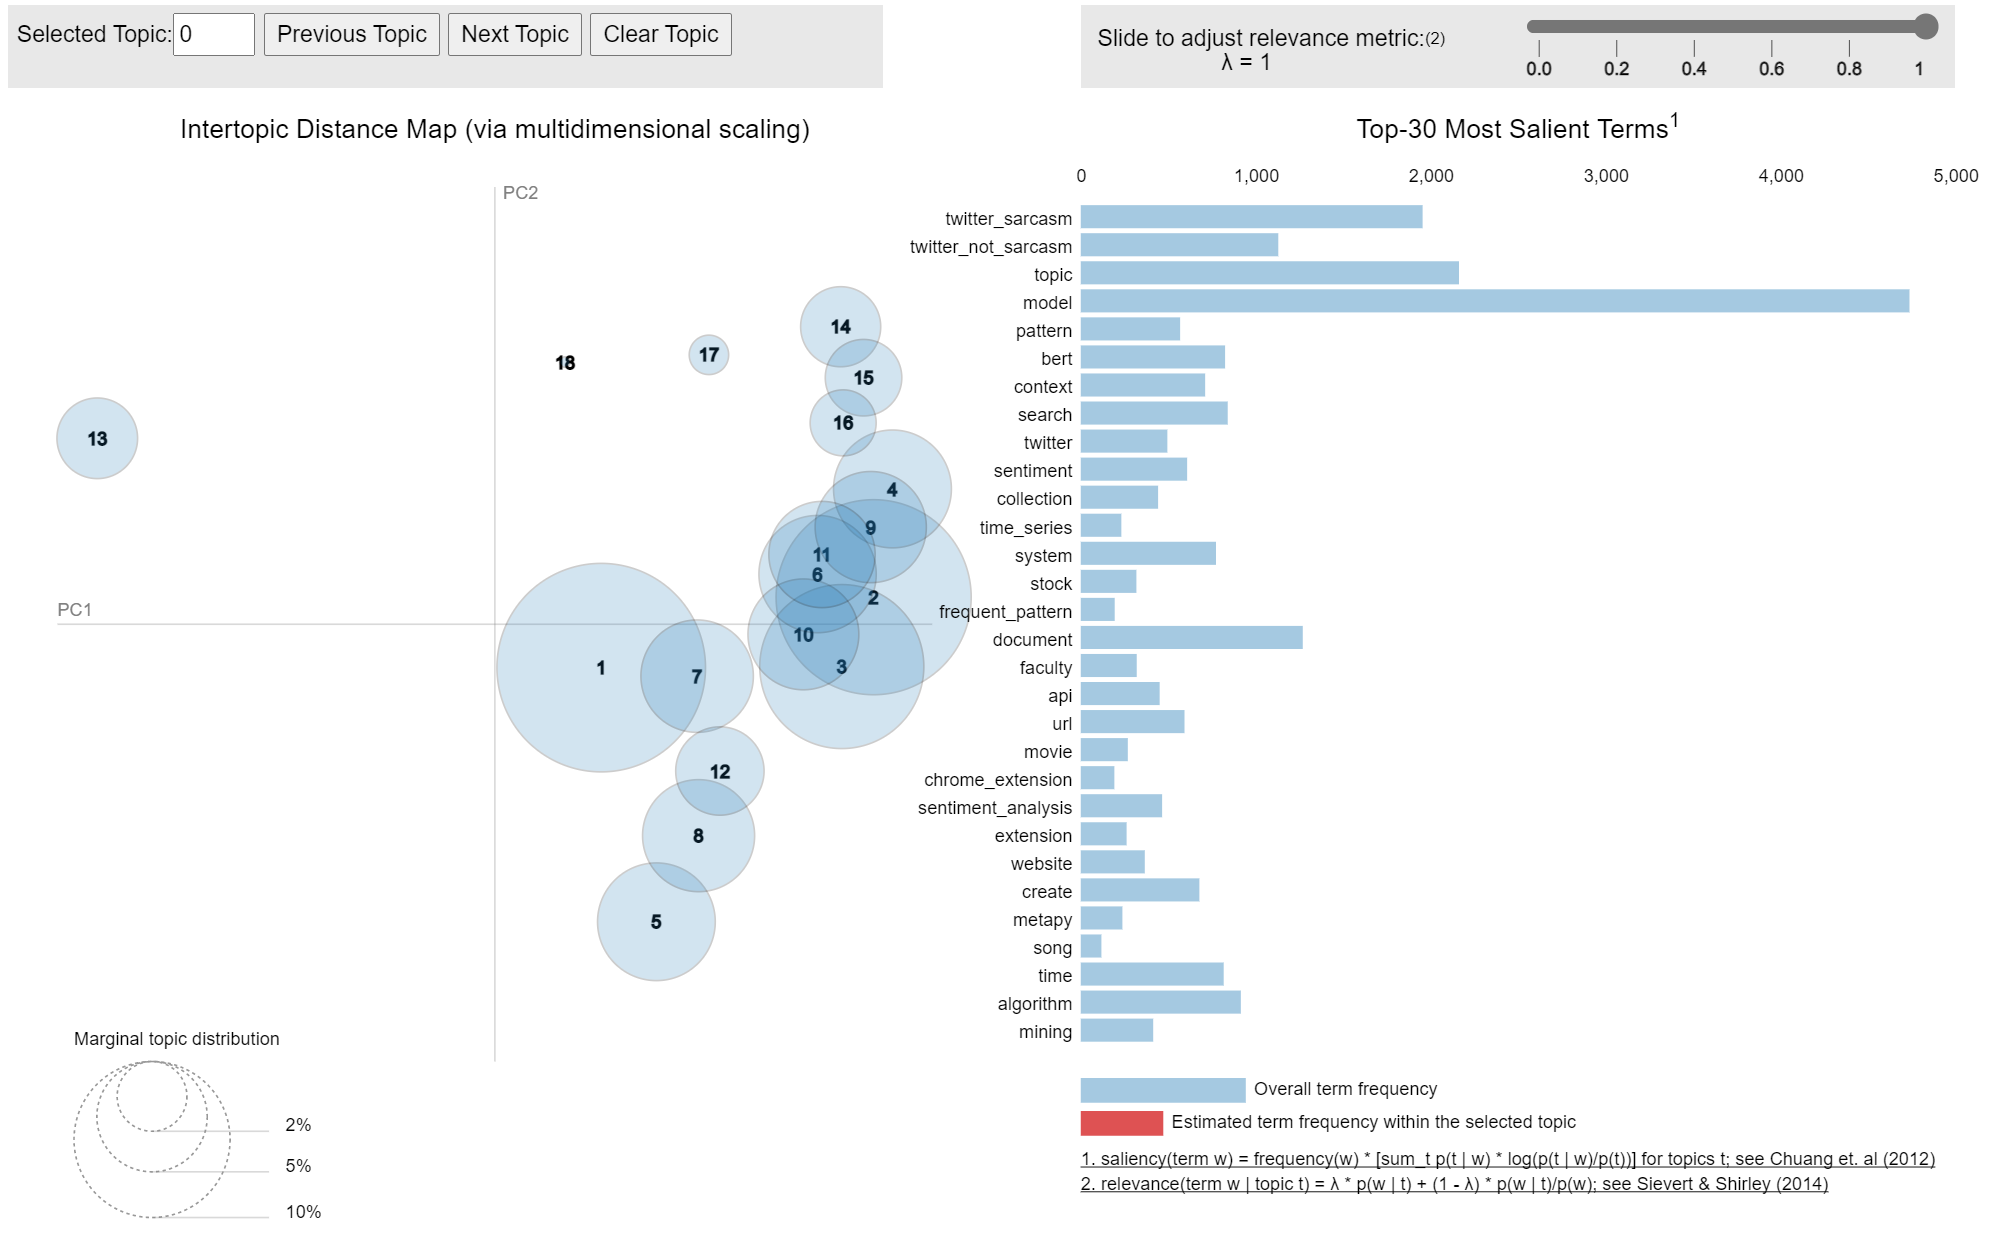 Selected Topic: 0 Previous Topic Next Topic Clear Topic
Slide to adjust relevance metric:(2)
λ = 1
0.0 0.2 0.4 0.6 0.8 1
Intertopic Distance Map (via multidimensional scaling)
PC2
PC1
14
17
18
15
16
13
4
9
11
6
2
10
1
7
3
12
8
5
Marginal topic distribution
2%
5%
10%
Top-30 Most Salient Terms1
0 1,000 2,000 3,000 4,000 5,000
twitter_sarcasm
twitter_not_sarcasm
topic
model
pattern
bert
context
search
twitter
sentiment
collection
time_series
system
stock
frequent_pattern
document
faculty
api
url
movie
chrome_extension
sentiment_analysis
extension
website
create
metapy
song
time
algorithm
mining
Overall term frequency
Estimated term frequency within the selected topic
1. saliency(term w) = frequency(w) * [sum_t p(t | w) * log(p(t | w)/p(t))] for topics t; see Chuang et. al (2012)
2. relevance(term w | topic t) = λ * p(w | t) + (1 - λ) * p(w | t)/p(w); see Sievert & Shirley (2014)